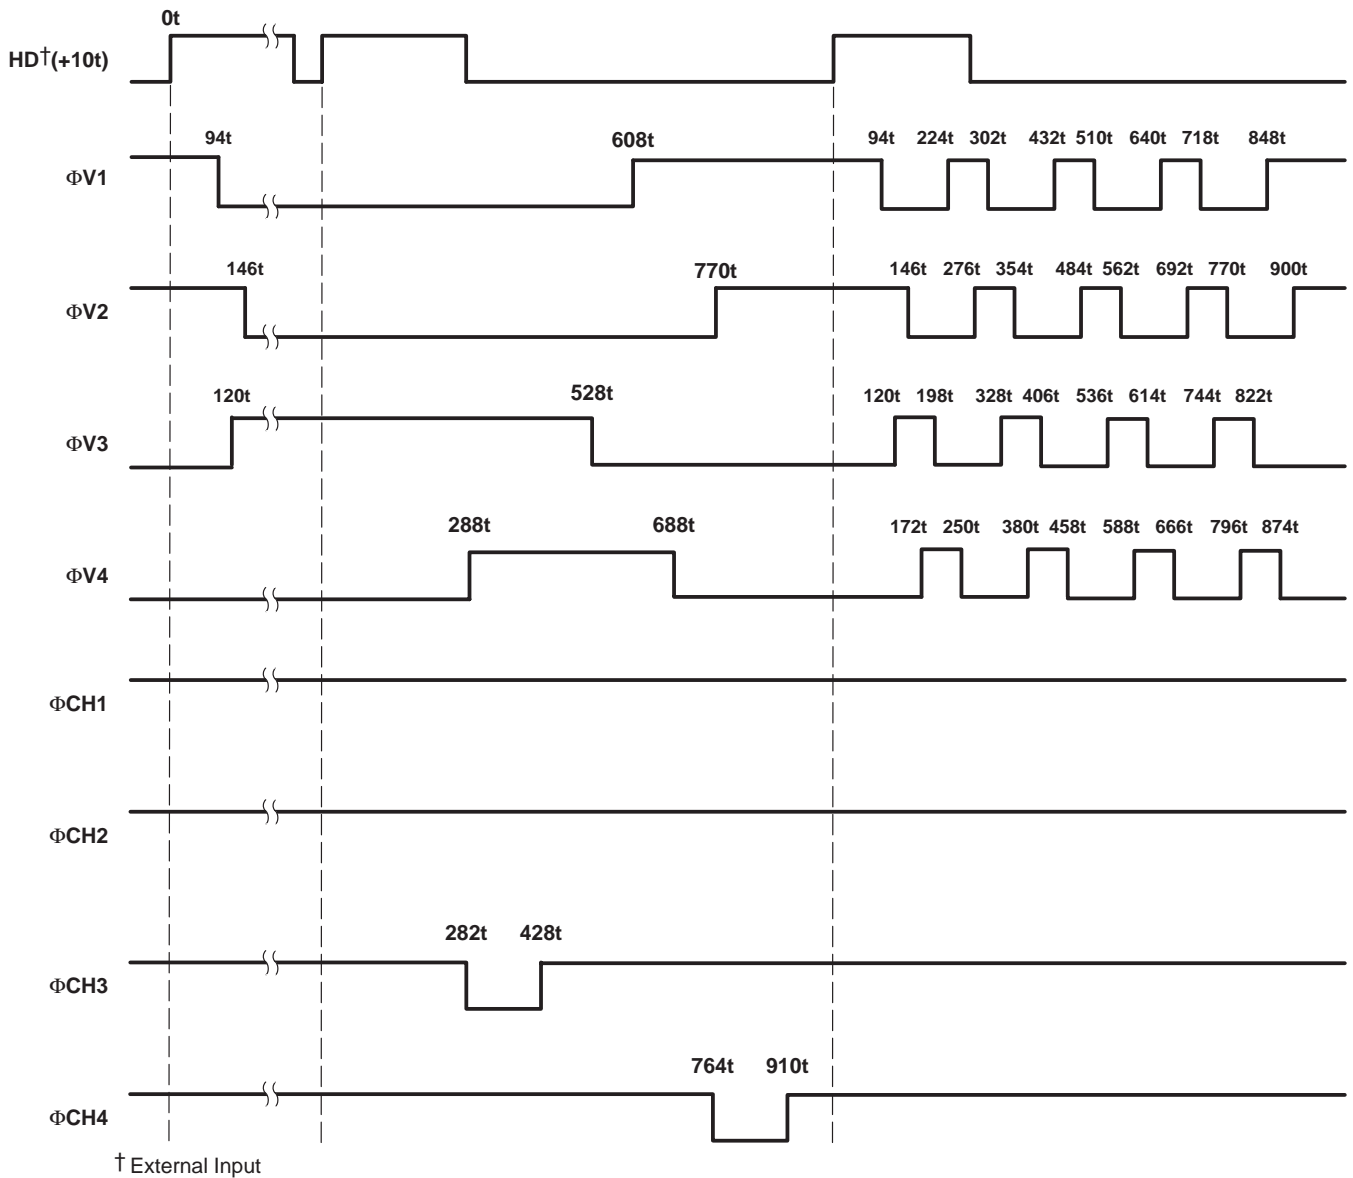 0t
HD†(+10t)
94t 608t 94t 224t 302t 432t 510t 640t 718t 848t
ΦV1
146t 770t 146t 276t 354t 484t 562t 692t 770t 900t
ΦV2
120t 528t 120t 198t 328t 406t 536t 614t 744t 822t
ΦV3
288t 688t 172t 250t 380t 458t 588t 666t 796t 874t
ΦV4
ΦCH1
ΦCH2
282t 428t
ΦCH3
764t 910t
ΦCH4
† External Input